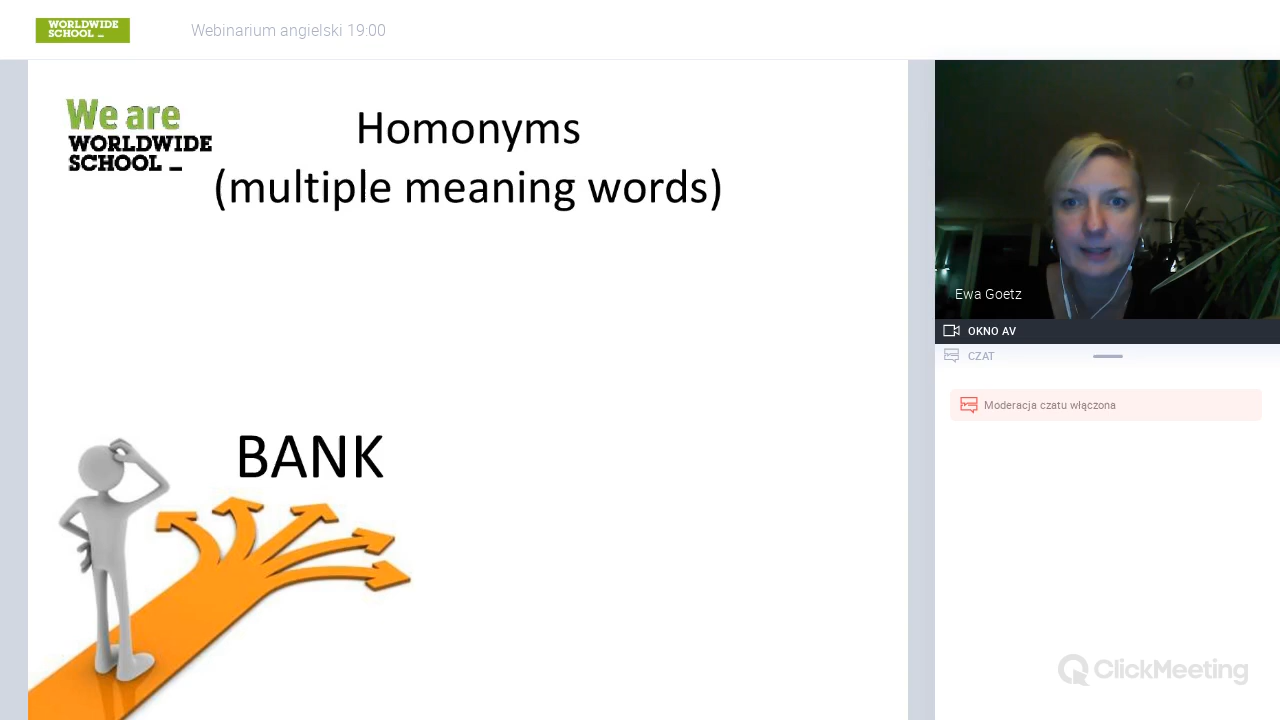 WORLDWIDE
SCHOOL _
Webinarium angielski 19:00
We are
WORLDWIDE
SCHOOL _
Homonyms
(multiple meaning words)
BANK
Ewa Goetz
OKNO AV
CZAT
Moderacja czatu włączona
ClickMeeting